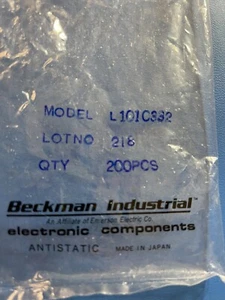 MODEL L101C332
LOTNO 218
QTY 200PCS
Beckman industrial™
An Affiliate of Emerson Electric Co.
electronic components
ANTISTATIC MADE IN JAPAN